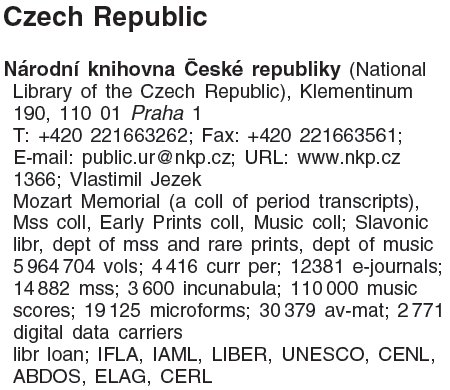 Czech Republic
Národní knihovna C̄eské republiky (National
Library of the Czech Republic), Klementinum
190, 110 01 Praha 1
T: +420 221663262; Fax: +420 221663561;
E-mail: public.ur@nkp.cz; URL: www.nkp.cz
1366; Vlastimil Jezek
Mozart Memorial (a coll of period transcripts),
Mss coll, Early Prints coll, Music coll; Slavonic
libr, dept of mss and rare prints, dept of music
5 964 704 vols; 4 416 curr per; 12381 e-journals;
14 882 mss; 3 600 incunabula; 110 000 music
scores; 19 125 microforms; 30 379 av-mat; 2 771
digital data carriers
libr loan; IFLA, IAML, LIBER, UNESCO, CENL,
ABDOS, ELAG, CERL